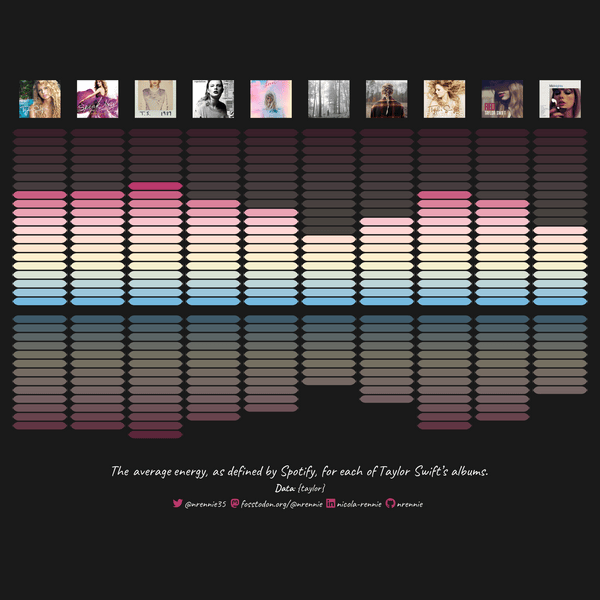 The average energy, as defined by Spotify, for each of Taylor Swift's albums.
Data: {taylor}
@nrennie35 fosstodon.org/@nrennie nicola-rennie nrennie